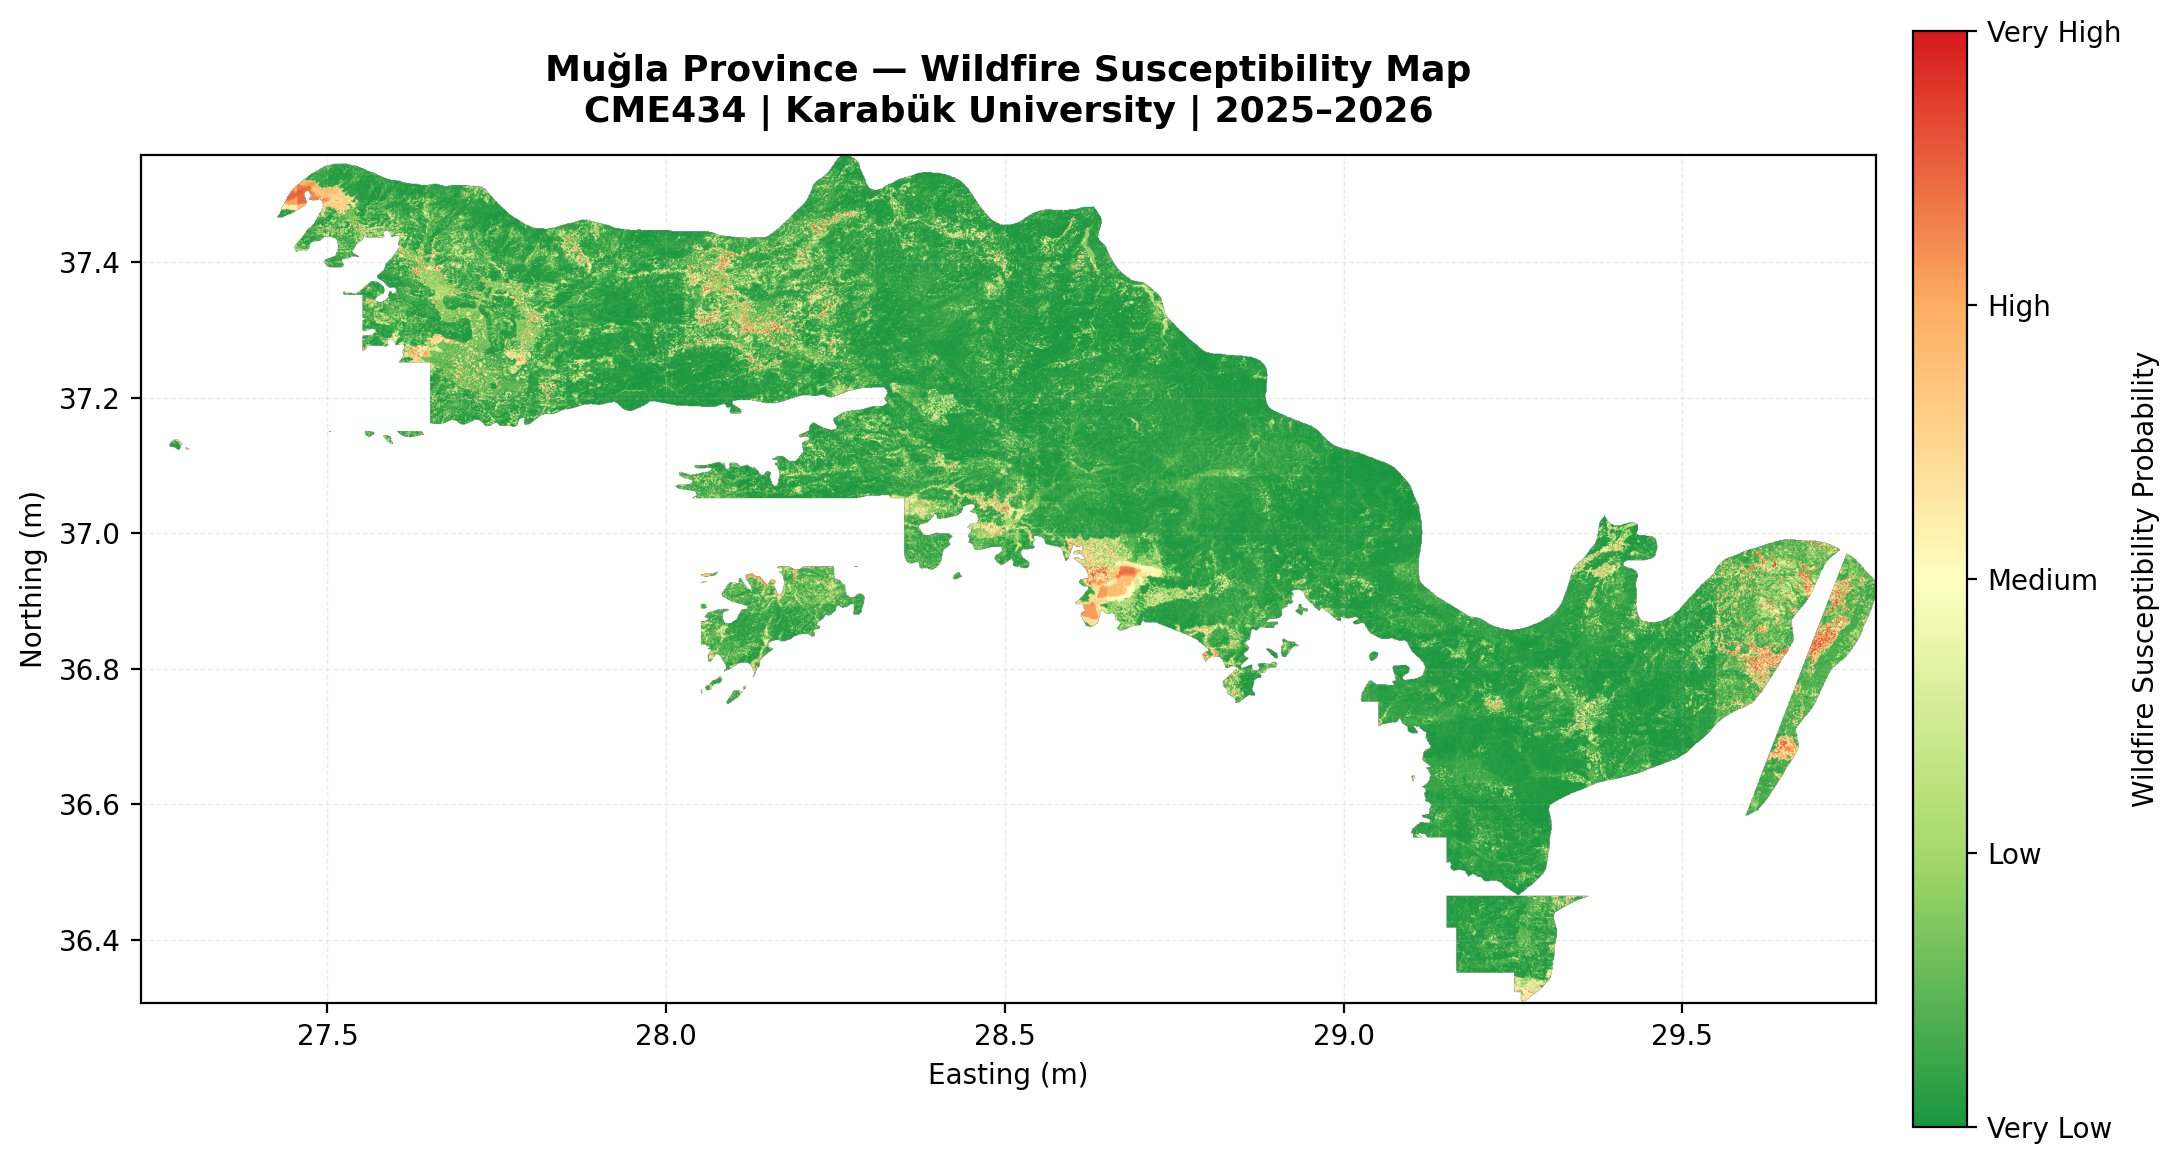 Muğla Province — Wildfire Susceptibility Map
CME434 | Karabük University | 2025–2026
Very High
High
Medium
Low
Very Low
Wildfire Susceptibility Probability
Northing (m)
37.4
37.2
37.0
36.8
36.6
36.4
27.5
28.0
28.5
29.0
29.5
Easting (m)